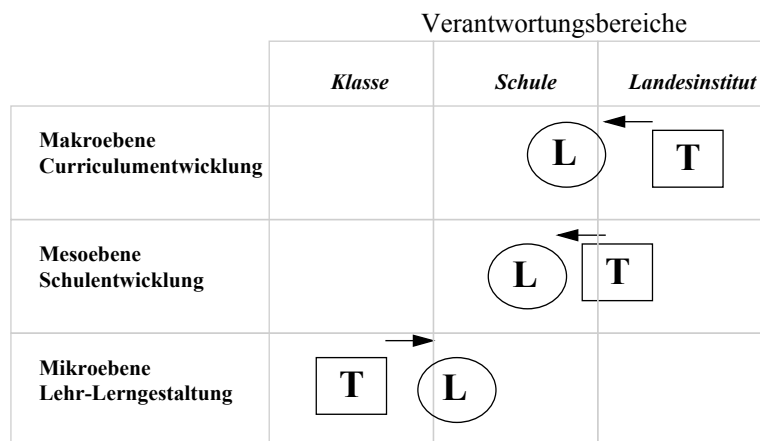 Verantwortungsbereiche
Klasse Schule Landesinstitut
Makroebene
Curriculumentwicklung
L T
Mesoebene
Schulentwicklung
L T
Mikroebene
Lehr-Lerngestaltung
T L